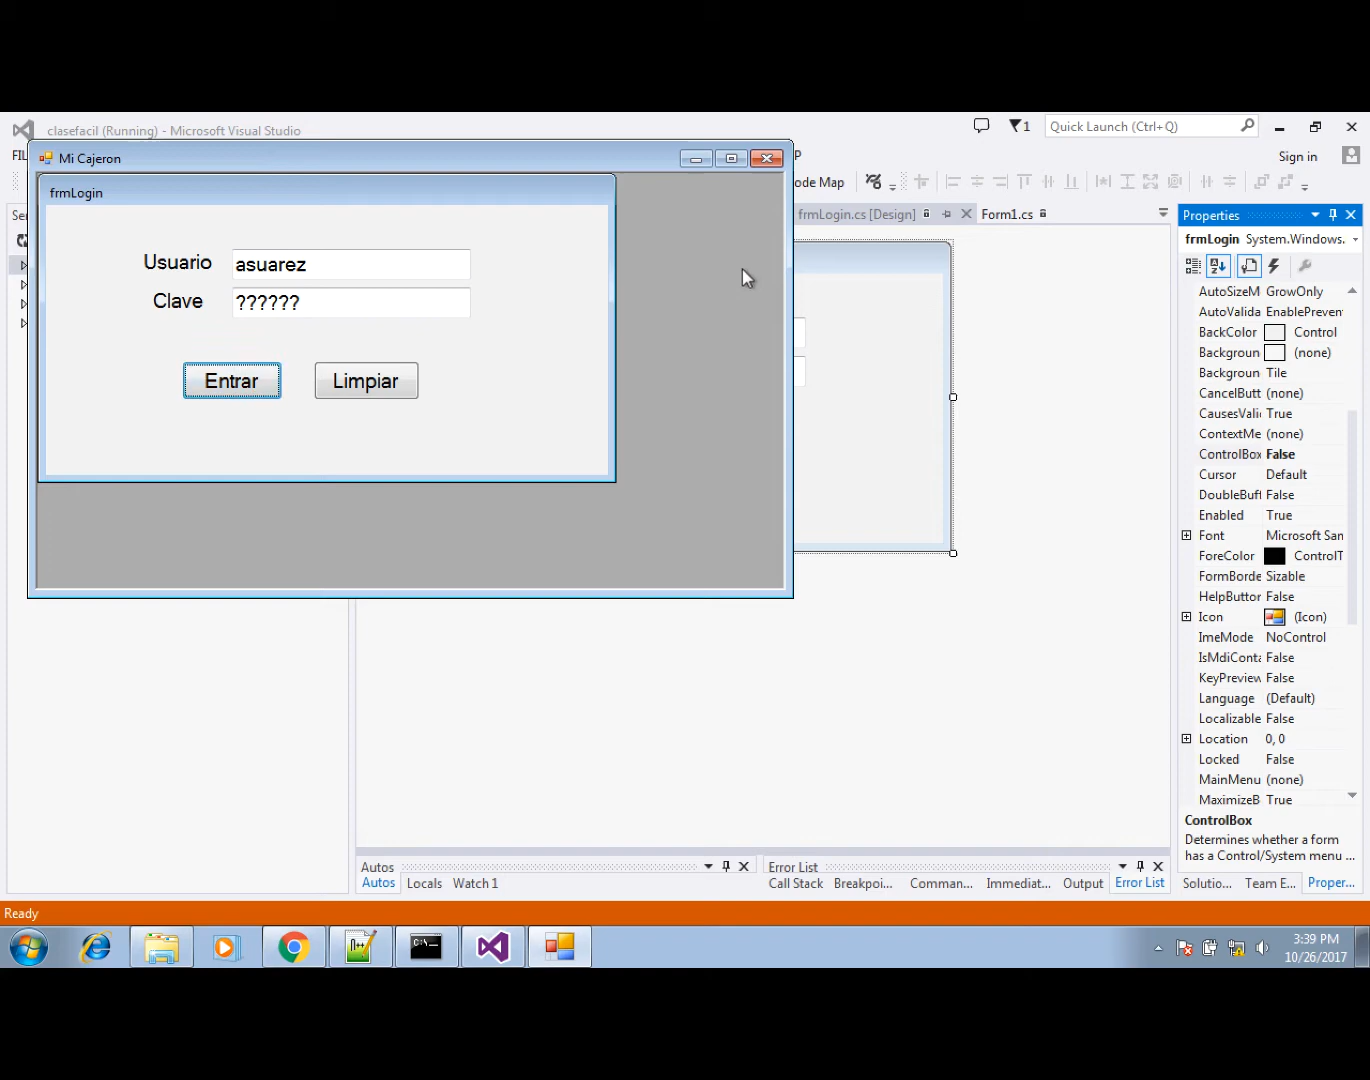 clasefacil (Running) - Microsoft Visual Studio
1
Quick Launch (Ctrl+Q)
FIL
P
Sign in
Mi Cajeron
ode Map
frmLogin
Usuario asuarez
Clave ??????
Entrar Limpiar
Ser
frmLogin.cs [Design]
Form1.cs
Properties
frmLogin System.Windows.
AutoSizeM GrowOnly
AutoValida EnablePreven
BackColor Control
Backgroun (none)
Backgroun Tile
CancelButt (none)
CausesVali True
ContextMe (none)
ControlBox False
Cursor Default
DoubleBuf False
Enabled True
Font Microsoft San
ForeColor ControlT
FormBorde Sizable
HelpButtor False
Icon (Icon)
ImeMode NoControl
IsMdiConta False
KeyPreview False
Language (Default)
Localizable False
Location 0, 0
Locked False
MainMenu (none)
MaximizeB True
ControlBox
Determines whether a form
has a Control/System menu ...
Autos
Autos Locals Watch 1
Error List
Call Stack Breakpoi... Comman... Immediat... Output Error List
Solutio... Team E... Proper...
Ready
C:\
3:39 PM
10/26/2017